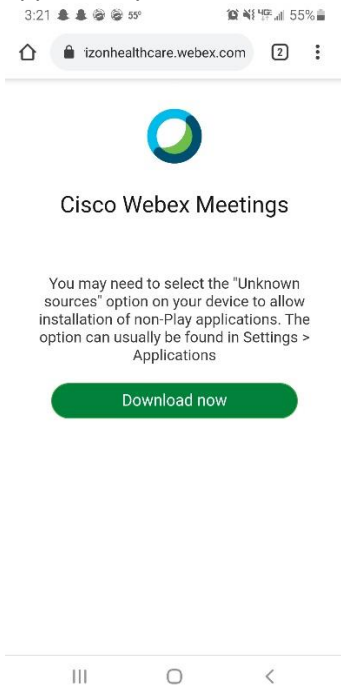 3:21 55° 4GE 55%
izonhealthcare.webex.com 2
Cisco Webex Meetings
You may need to select the "Unknown
sources" option on your device to allow
installation of non-Play applications. The
option can usually be found in Settings >
Applications
Download now